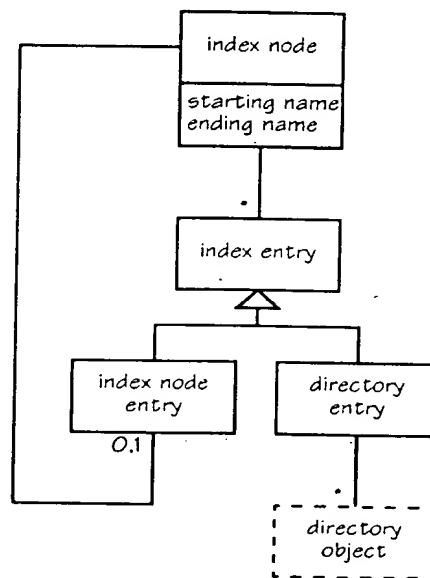 index node
starting name
ending name
*
index entry
index node
entry
directory
entry
0,1
*
directory
object